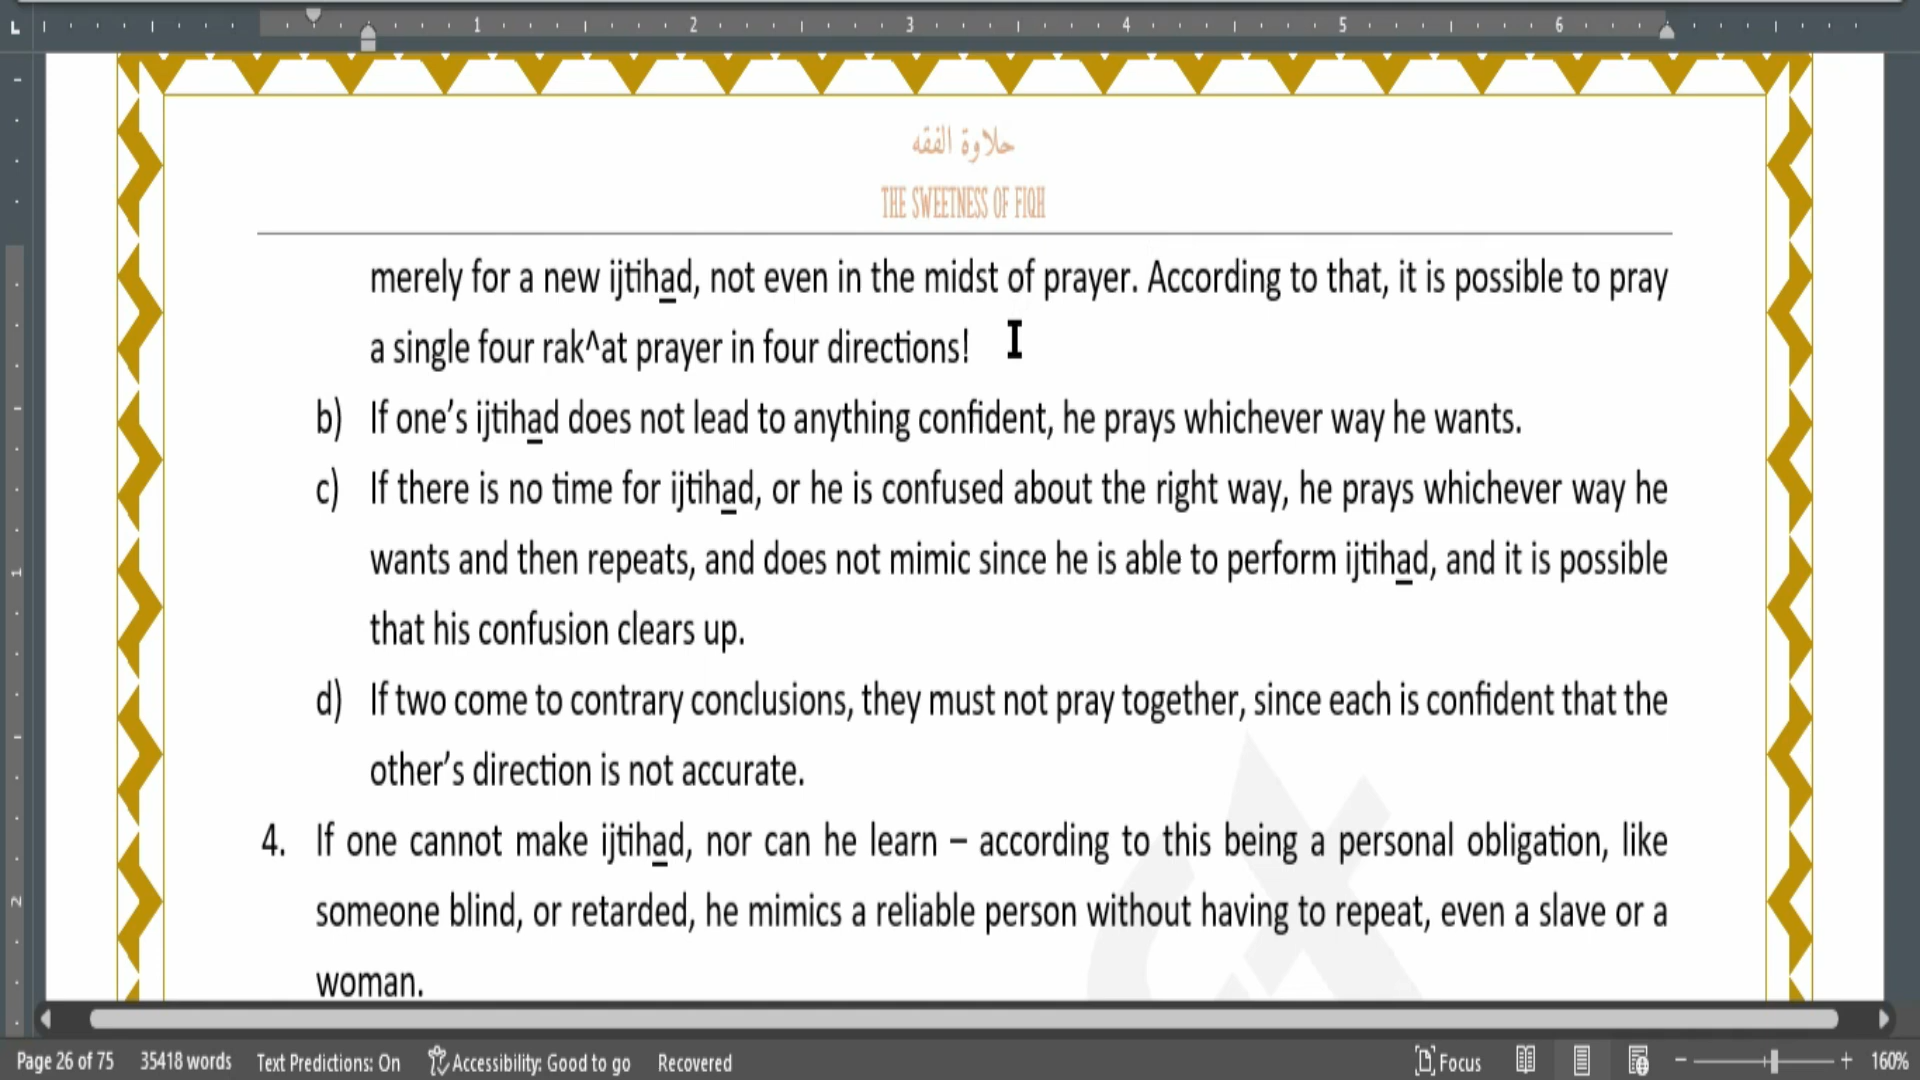 1 2 3 4 5 6
حلاوة الفقه
THE SWEETNESS OF FIQH
merely for a new ijtihad, not even in the midst of prayer. According to that, it is possible to pray
a single four rak^at prayer in four directions!
b) If one’s ijtihad does not lead to anything confident, he prays whichever way he wants.
c) If there is no time for ijtihad, or he is confused about the right way, he prays whichever way he
wants and then repeats, and does not mimic since he is able to perform ijtihad, and it is possible
that his confusion clears up.
d) If two come to contrary conclusions, they must not pray together, since each is confident that the
other’s direction is not accurate.
4. If one cannot make ijtihad, nor can he learn – according to this being a personal obligation, like
someone blind, or retarded, he mimics a reliable person without having to repeat, even a slave or a
woman.
1
2
Page 26 of 75 35418 words Text Predictions: On Accessibility: Good to go Recovered Focus 160%